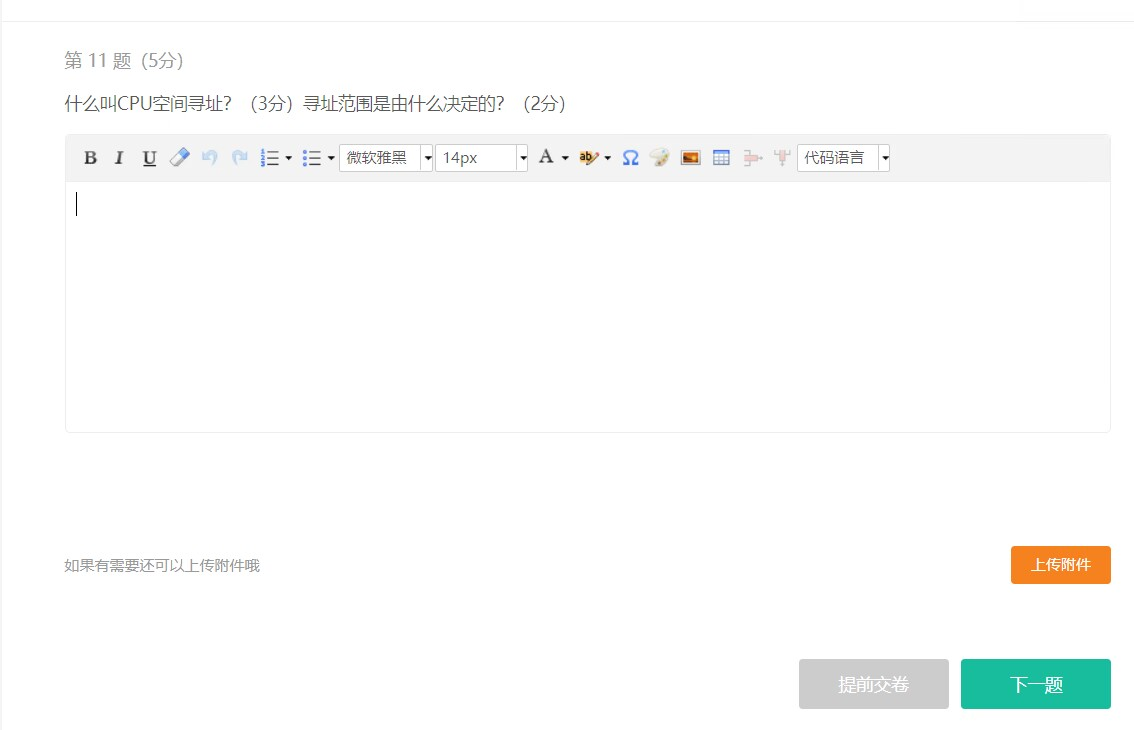 第 11 题（5分）
什么叫CPU空间寻址？（3分）寻址范围是由什么决定的？（2分）
B I U 微软雅黑 14px A ab Ω 代码语言
如果有需要还可以上传附件哦
上传附件
提前交卷 下一题